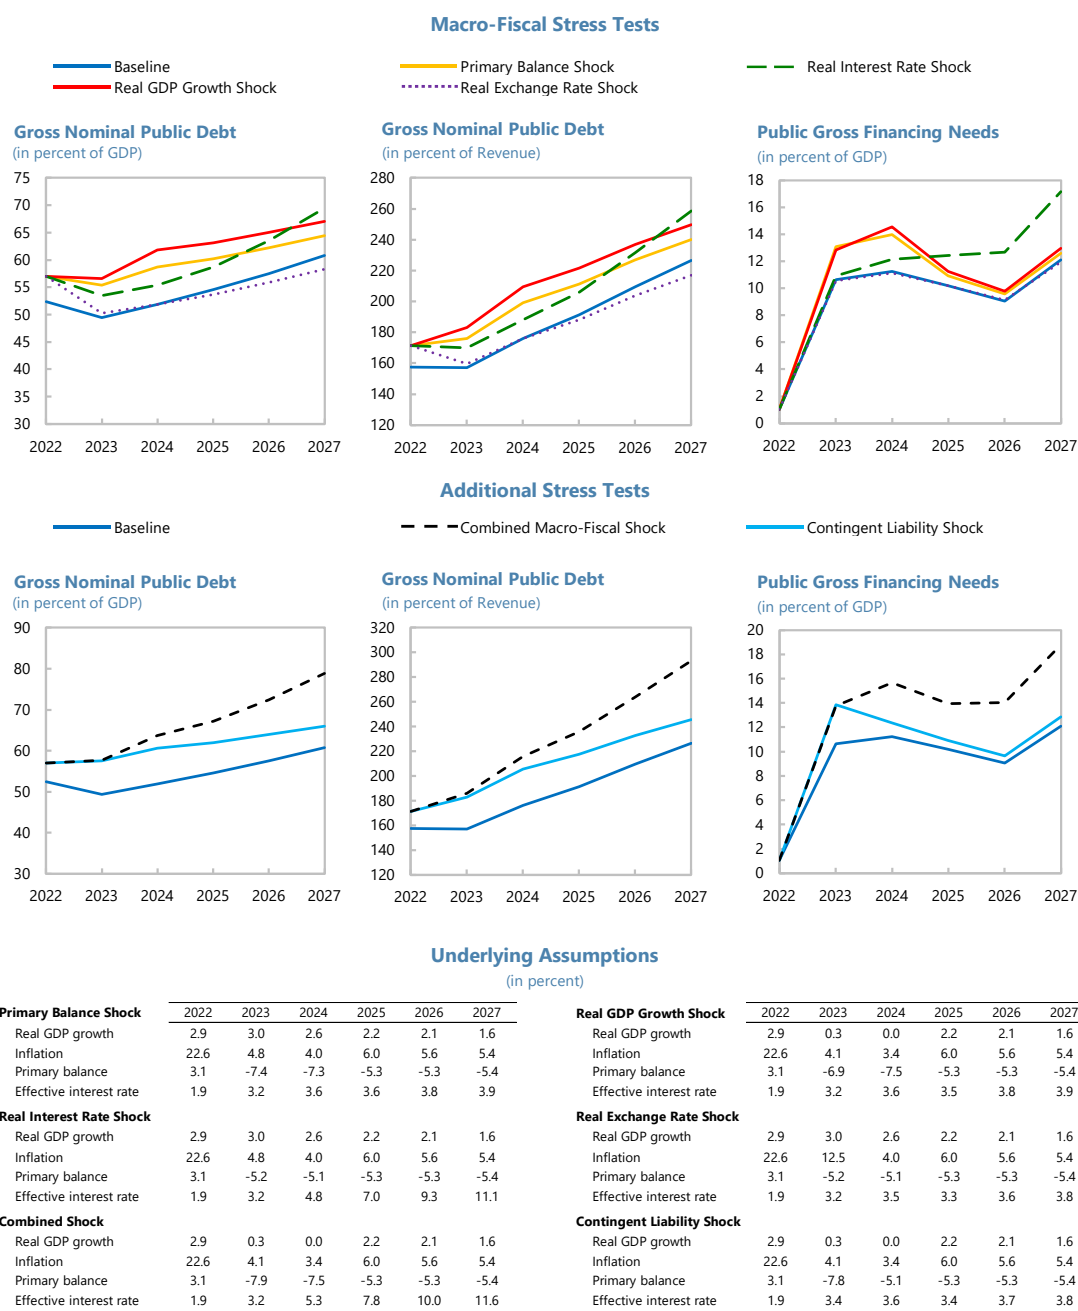 Macro-Fiscal Stress Tests
Baseline Primary Balance Shock Real Interest Rate Shock
Real GDP Growth Shock Real Exchange Rate Shock
Gross Nominal Public Debt
(in percent of GDP)
75
70
65
60
55
50
45
40
35
30
2022 2023 2024 2025 2026 2027
Gross Nominal Public Debt
(in percent of Revenue)
280
260
240
220
200
180
160
140
120
2022 2023 2024 2025 2026 2027
Public Gross Financing Needs
(in percent of GDP)
18
16
14
12
10
8
6
4
2
0
2022 2023 2024 2025 2026 2027
Additional Stress Tests
Baseline Combined Macro-Fiscal Shock Contingent Liability Shock
Gross Nominal Public Debt
(in percent of GDP)
90
80
70
60
50
40
30
2022 2023 2024 2025 2026 2027
Gross Nominal Public Debt
(in percent of Revenue)
320
300
280
260
240
220
200
180
160
140
120
2022 2023 2024 2025 2026 2027
Public Gross Financing Needs
(in percent of GDP)
20
18
16
14
12
10
8
6
4
2
0
2022 2023 2024 2025 2026 2027
Underlying Assumptions
(in percent)
Primary Balance Shock 2022 2023 2024 2025 2026 2027
Real GDP growth 2.9 3.0 2.6 2.2 2.1 1.6
Inflation 22.6 4.8 4.0 6.0 5.6 5.4
Primary balance 3.1 -7.4 -7.3 -5.3 -5.3 -5.4
Effective interest rate 1.9 3.2 3.6 3.6 3.8 3.9
Real Interest Rate Shock
Real GDP growth 2.9 3.0 2.6 2.2 2.1 1.6
Inflation 22.6 4.8 4.0 6.0 5.6 5.4
Primary balance 3.1 -5.2 -5.1 -5.3 -5.3 -5.4
Effective interest rate 1.9 3.2 4.8 7.0 9.3 11.1
Combined Shock
Real GDP growth 2.9 0.3 0.0 2.2 2.1 1.6
Inflation 22.6 4.1 3.4 6.0 5.6 5.4
Primary balance 3.1 -7.9 -7.5 -5.3 -5.3 -5.4
Effective interest rate 1.9 3.2 5.3 7.8 10.0 11.6
Real GDP Growth Shock 2022 2023 2024 2025 2026 2027
Real GDP growth 2.9 0.3 0.0 2.2 2.1 1.6
Inflation 22.6 4.1 3.4 6.0 5.6 5.4
Primary balance 3.1 -6.9 -7.5 -5.3 -5.3 -5.4
Effective interest rate 1.9 3.2 3.6 3.5 3.8 3.9
Real Exchange Rate Shock
Real GDP growth 2.9 3.0 2.6 2.2 2.1 1.6
Inflation 22.6 12.5 4.0 6.0 5.6 5.4
Primary balance 3.1 -5.2 -5.1 -5.3 -5.3 -5.4
Effective interest rate 1.9 3.2 3.5 3.3 3.6 3.8
Contingent Liability Shock
Real GDP growth 2.9 0.3 0.0 2.2 2.1 1.6
Inflation 22.6 4.1 3.4 6.0 5.6 5.4
Primary balance 3.1 -7.8 -5.1 -5.3 -5.3 -5.4
Effective interest rate 1.9 3.4 3.6 3.4 3.7 3.8